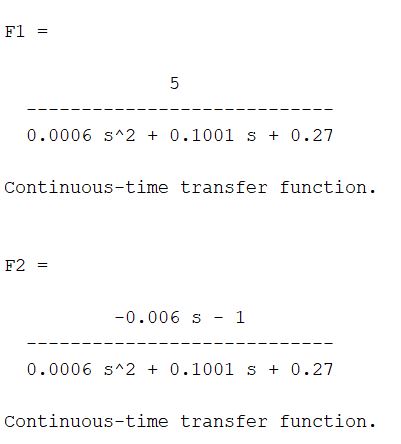 F1 =
5
----------------------------
0.0006 s^2 + 0.1001 s + 0.27
Continuous-time transfer function.
F2 =
-0.006 s - 1
----------------------------
0.0006 s^2 + 0.1001 s + 0.27
Continuous-time transfer function.